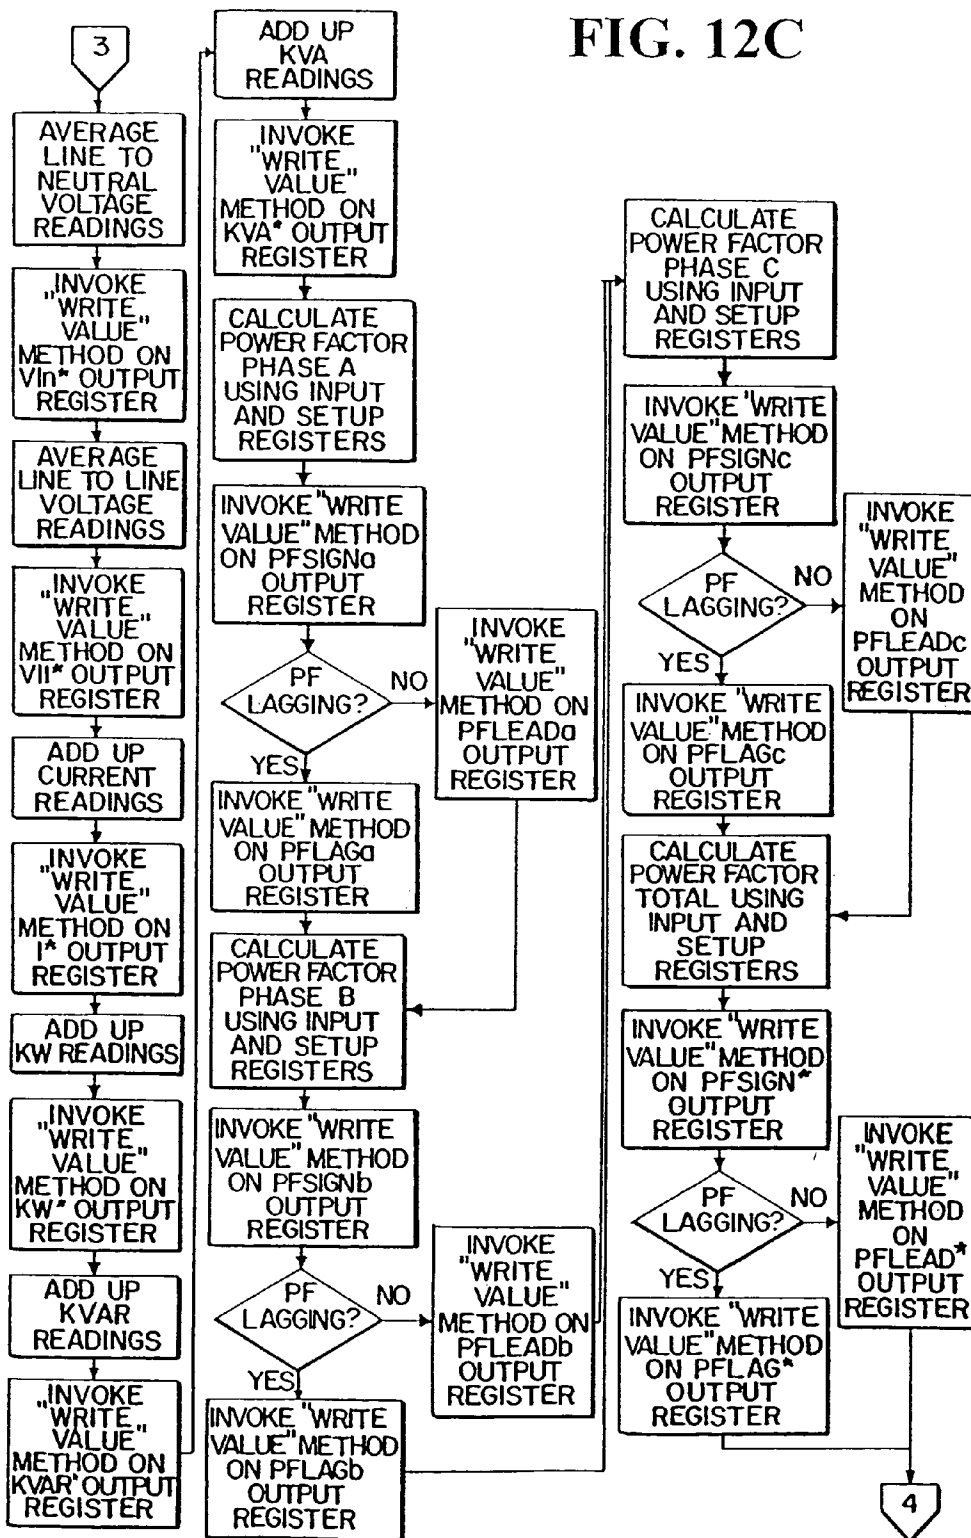 FIG. 12C
3
AVERAGE
LINE TO
NEUTRAL
VOLTAGE
READINGS
INVOKE
"WRITE
VALUE"
METHOD ON
Vln* OUTPUT
REGISTER
AVERAGE
LINE TO LINE
VOLTAGE
READINGS
INVOKE
"WRITE
VALUE"
METHOD ON
Vll* OUTPUT
REGISTER
ADD UP
CURRENT
READINGS
INVOKE
"WRITE
VALUE"
METHOD ON
I* OUTPUT
REGISTER
ADD UP
KW READINGS
INVOKE
"WRITE
VALUE"
METHOD ON
KW* OUTPUT
REGISTER
ADD UP
KVAR
READINGS
INVOKE
"WRITE
VALUE"
METHOD ON
KVAR* OUTPUT
REGISTER
ADD UP
KVA
READINGS
INVOKE
"WRITE
VALUE"
METHOD ON
KVA* OUTPUT
REGISTER
CALCULATE
POWER FACTOR
PHASE A
USING INPUT
AND SETUP
REGISTERS
INVOKE "WRITE
VALUE" METHOD
ON PFSIGNa
OUTPUT
REGISTER
PF
LAGGING?
NO
YES
INVOKE
"WRITE
VALUE"
METHOD ON
PFLEADa
OUTPUT
REGISTER
INVOKE "WRITE
VALUE" METHOD
ON PFLAGa
OUTPUT
REGISTER
CALCULATE
POWER FACTOR
PHASE B
USING INPUT
AND SETUP
REGISTERS
INVOKE "WRITE
VALUE" METHOD
ON PFSIGNb
OUTPUT
REGISTER
PF
LAGGING?
NO
YES
INVOKE
"WRITE
VALUE"
METHOD ON
PFLEADb
OUTPUT
REGISTER
INVOKE "WRITE
VALUE" METHOD
ON PFLAGb
OUTPUT
REGISTER
CALCULATE
POWER FACTOR
PHASE C
USING INPUT
AND SETUP
REGISTERS
INVOKE "WRITE
VALUE" METHOD
ON PFSIGNc
OUTPUT
REGISTER
PF
LAGGING?
NO
YES
INVOKE
"WRITE
VALUE"
METHOD
ON
PFLEADc
OUTPUT
REGISTER
INVOKE "WRITE
VALUE" METHOD
ON PFLAGc
OUTPUT
REGISTER
CALCULATE
POWER FACTOR
TOTAL USING
INPUT AND
SETUP
REGISTERS
INVOKE "WRITE
VALUE" METHOD
ON PFSIGN*
OUTPUT
REGISTER
PF
LAGGING?
NO
YES
INVOKE
"WRITE
VALUE"
METHOD
ON
PFLEAD*
OUTPUT
REGISTER
INVOKE "WRITE
VALUE" METHOD
ON PFLAG*
OUTPUT
REGISTER
4